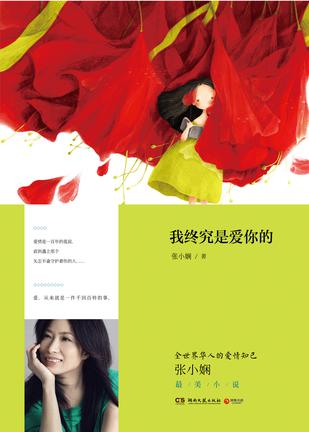 我终究是爱你的
张小娴 / 著
爱情是一百年的孤寂,
直到遇上那个
矢志不渝守护着你的人……
爱,从来就是一件千回百转的事。
全世界华人的爱情知己
张小娴
最/美/小/说
湖南文艺出版社